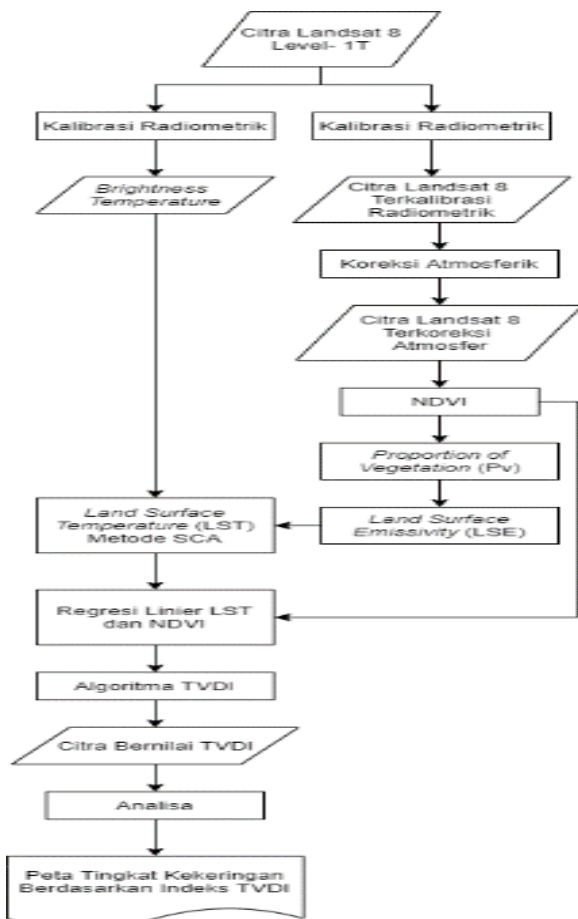 Citra Landsat 8
Level- 1T
Kalibrasi Radiometrik
Kalibrasi Radiometrik
Brightness
Temperature
Citra Landsat 8
Terkalibrasi
Radiometrik
Koreksi Atmosferik
Citra Landsat 8
Terkoreksi
Atmosfer
NDVI
Proportion of
Vegetation (Pv)
Land Surface
Emissivity (LSE)
Land Surface
Temperature (LST)
Metode SCA
Regresi Linier LST
dan NDVI
Algoritma TVDI
Citra Bernilai TVDI
Analisa
Peta Tingkat Kekeringan
Berdasarkan Indeks TVDI